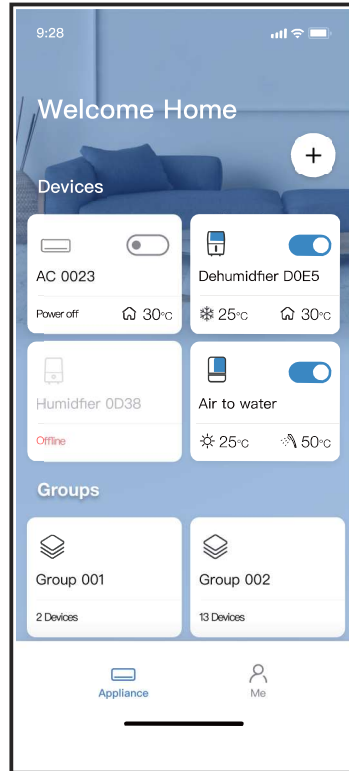 9:28
Welcome Home
+
Devices
AC 0023
Power off 30°C
Dehumidfier D0E5
25°C 30°C
Humidfier 0D38
Offline
Air to water
25°C 50°C
Groups
Group 001
2 Devices
Group 002
13 Devices
Appliance
Me